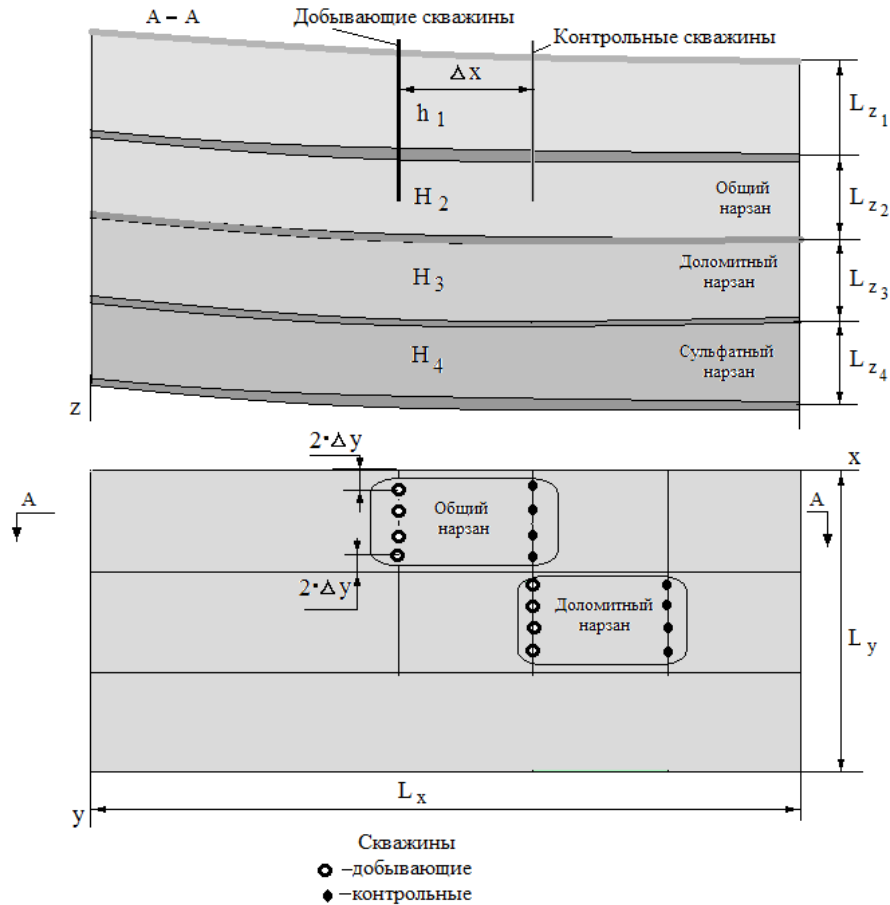 А – А
Добывающие скважины
Контрольные скважины
Δx
h 1
L z 1
H 2
Общий
нарзан
L z 2
H 3
Доломитный
нарзан
L z 3
H 4
Сульфатный
нарзан
L z 4
z
2·Δy
x
А
А
Общий
нарзан
2·Δy
Доломитный
нарзан
L y
L x
y
Скважины
–добывающие
–контрольные